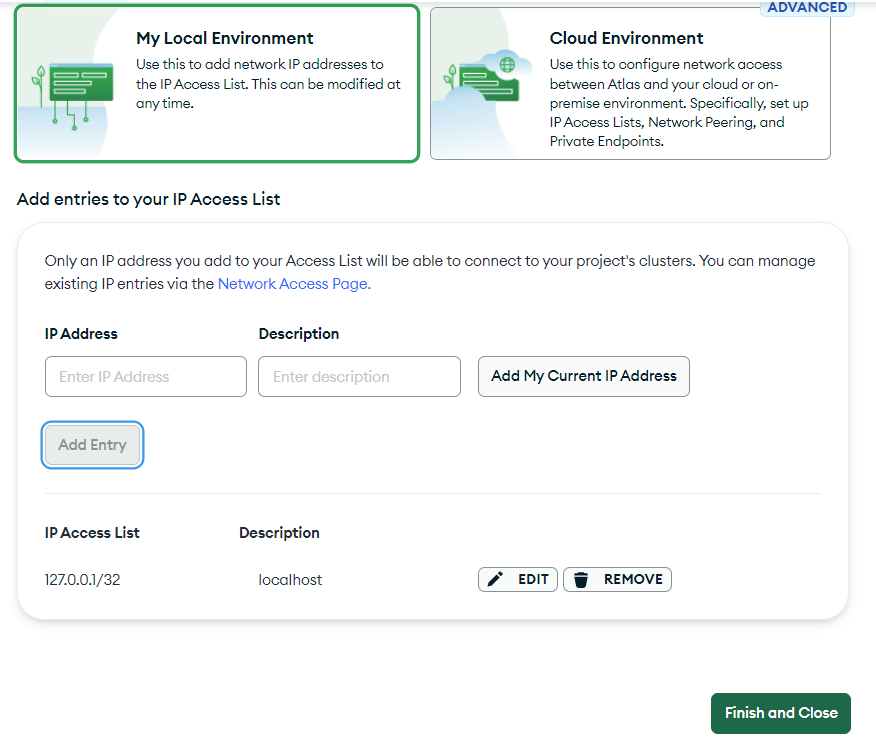 ADVANCED
My Local Environment
Use this to add network IP addresses to
the IP Access List. This can be modified at
any time.
Cloud Environment
Use this to configure network access
between Atlas and your cloud or on-
premise environment. Specifically, set up
IP Access Lists, Network Peering, and
Private Endpoints.
Add entries to your IP Access List
Only an IP address you add to your Access List will be able to connect to your project's clusters. You can manage
existing IP entries via the Network Access Page.
IP Address Description
Enter IP Address Enter description Add My Current IP Address
Add Entry
IP Access List Description
127.0.0.1/32 localhost EDIT REMOVE
Finish and Close